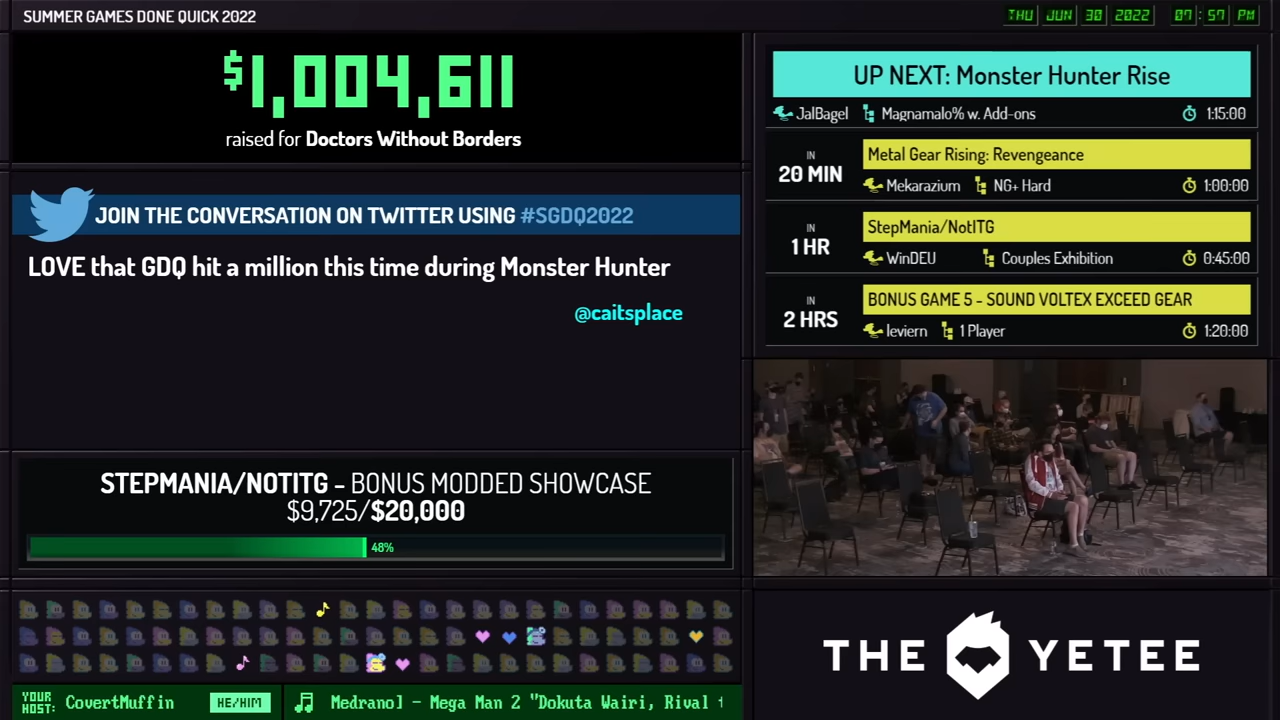 SUMMER GAMES DONE QUICK 2022
THU JUN 30 2022 07:57 PM
$1,004,611
raised for Doctors Without Borders
JOIN THE CONVERSATION ON TWITTER USING #SGDQ2022
LOVE that GDQ hit a million this time during Monster Hunter
@caitsplace
STEPMANIA/NOTITG - BONUS MODDED SHOWCASE
$9,725/$20,000
48%
YOUR HOST: CovertMuffin HE/HIM
Medranol - Mega Man 2 "Dokuta Wairi, Rival
UP NEXT: Monster Hunter Rise
JalBagel Magnamalo% w. Add-ons 1:15:00
IN 20 MIN
Metal Gear Rising: Revengeance
Mekarazium NG+ Hard 1:00:00
IN 1 HR
StepMania/NotITG
WinDEU Couples Exhibition 0:45:00
IN 2 HRS
BONUS GAME 5 - SOUND VOLTEX EXCEED GEAR
leviern 1 Player 1:20:00
THE YETEE